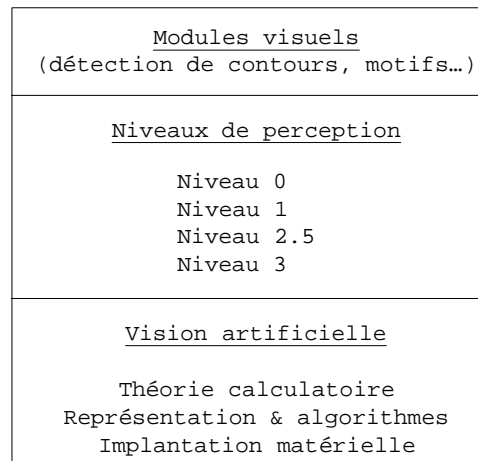 Modules visuels
(détection de contours, motifs…)
Niveaux de perception
Niveau 0
Niveau 1
Niveau 2.5
Niveau 3
Vision artificielle
Théorie calculatoire
Représentation & algorithmes
Implantation matérielle